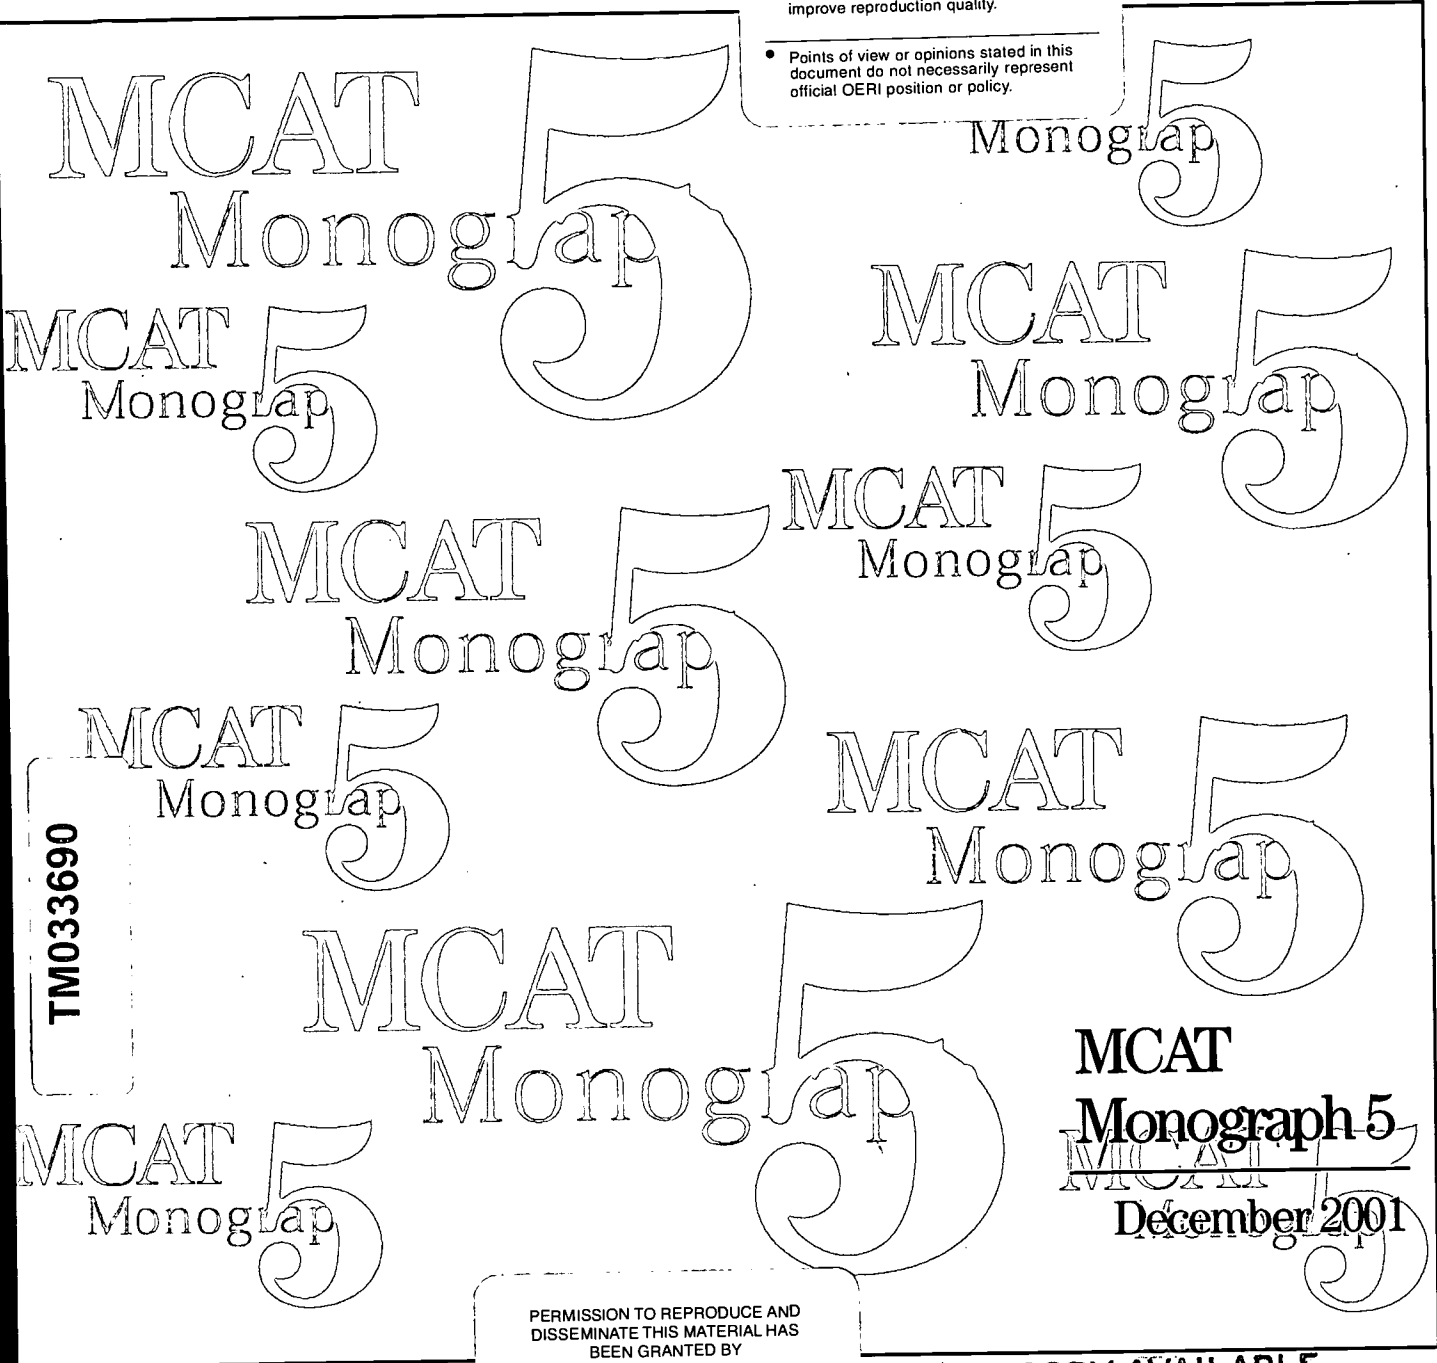 improve reproduction quality.
• Points of view or opinions stated in this
document do not necessarily represent
official OERI position or policy.
MCAT
Monograp
5
Monograp
5
MCAT
Monograp
5
MCAT
Monograp
5
MCAT
Monograp
5
MCAT
Monograp
5
MCAT
Monograp
5
MCAT
Monograp
5
TM033690
MCAT
Monograp
5
MCAT
Monograph 5
MCAT
5
December 2001
MCAT
Monograp
5
PERMISSION TO REPRODUCE AND
DISSEMINATE THIS MATERIAL HAS
BEEN GRANTED BY
AVAILABLE